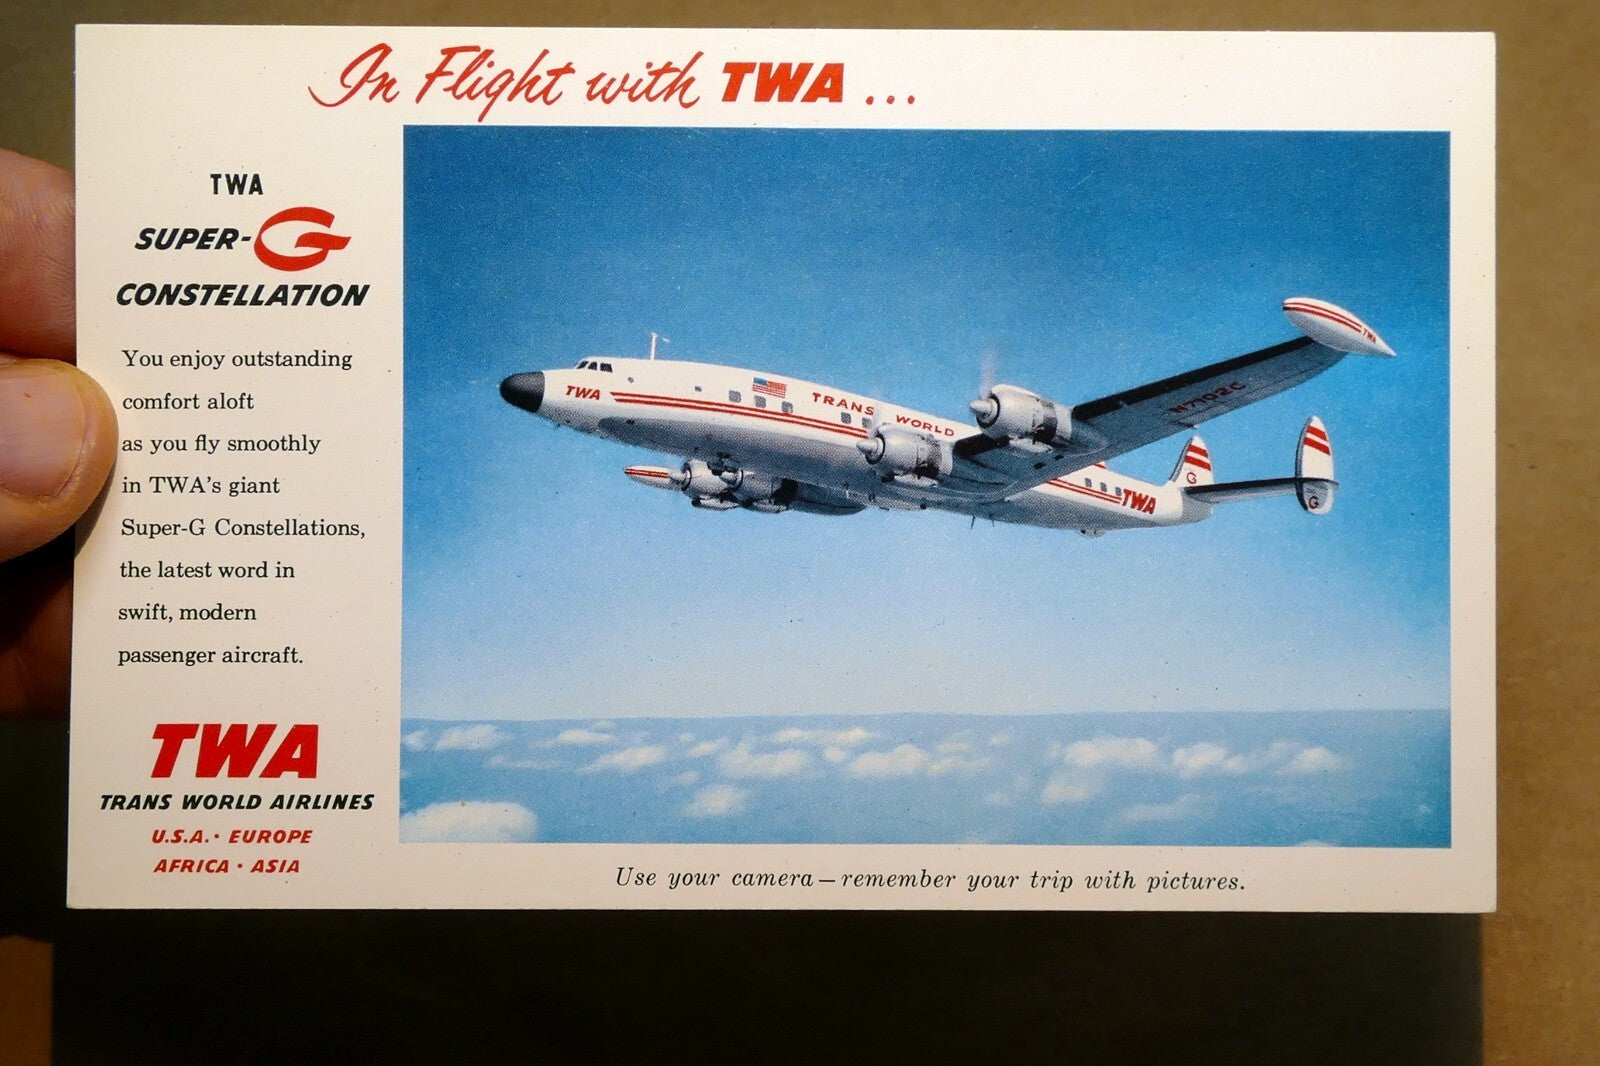 In Flight with TWA ...
TWA
SUPER-G
CONSTELLATION
You enjoy outstanding
comfort aloft
as you fly smoothly
in TWA's giant
Super-G Constellations,
the latest word in
swift, modern
passenger aircraft.
TWA
TRANS WORLD AIRLINES
U.S.A. · EUROPE
AFRICA · ASIA
TWA
TRANS WORLD
N7102C
TWA
TWA
G
G
Use your camera — remember your trip with pictures.